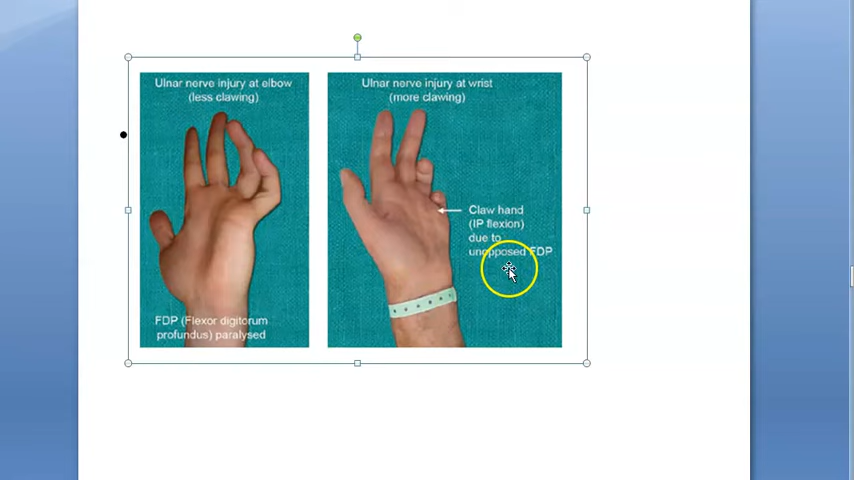 Ulnar nerve injury at elbow
(less clawing)
FDP (Flexor digitorum
profundus) paralysed
Ulnar nerve injury at wrist
(more clawing)
Claw hand
(IP flexion)
due to
unopposed FDP